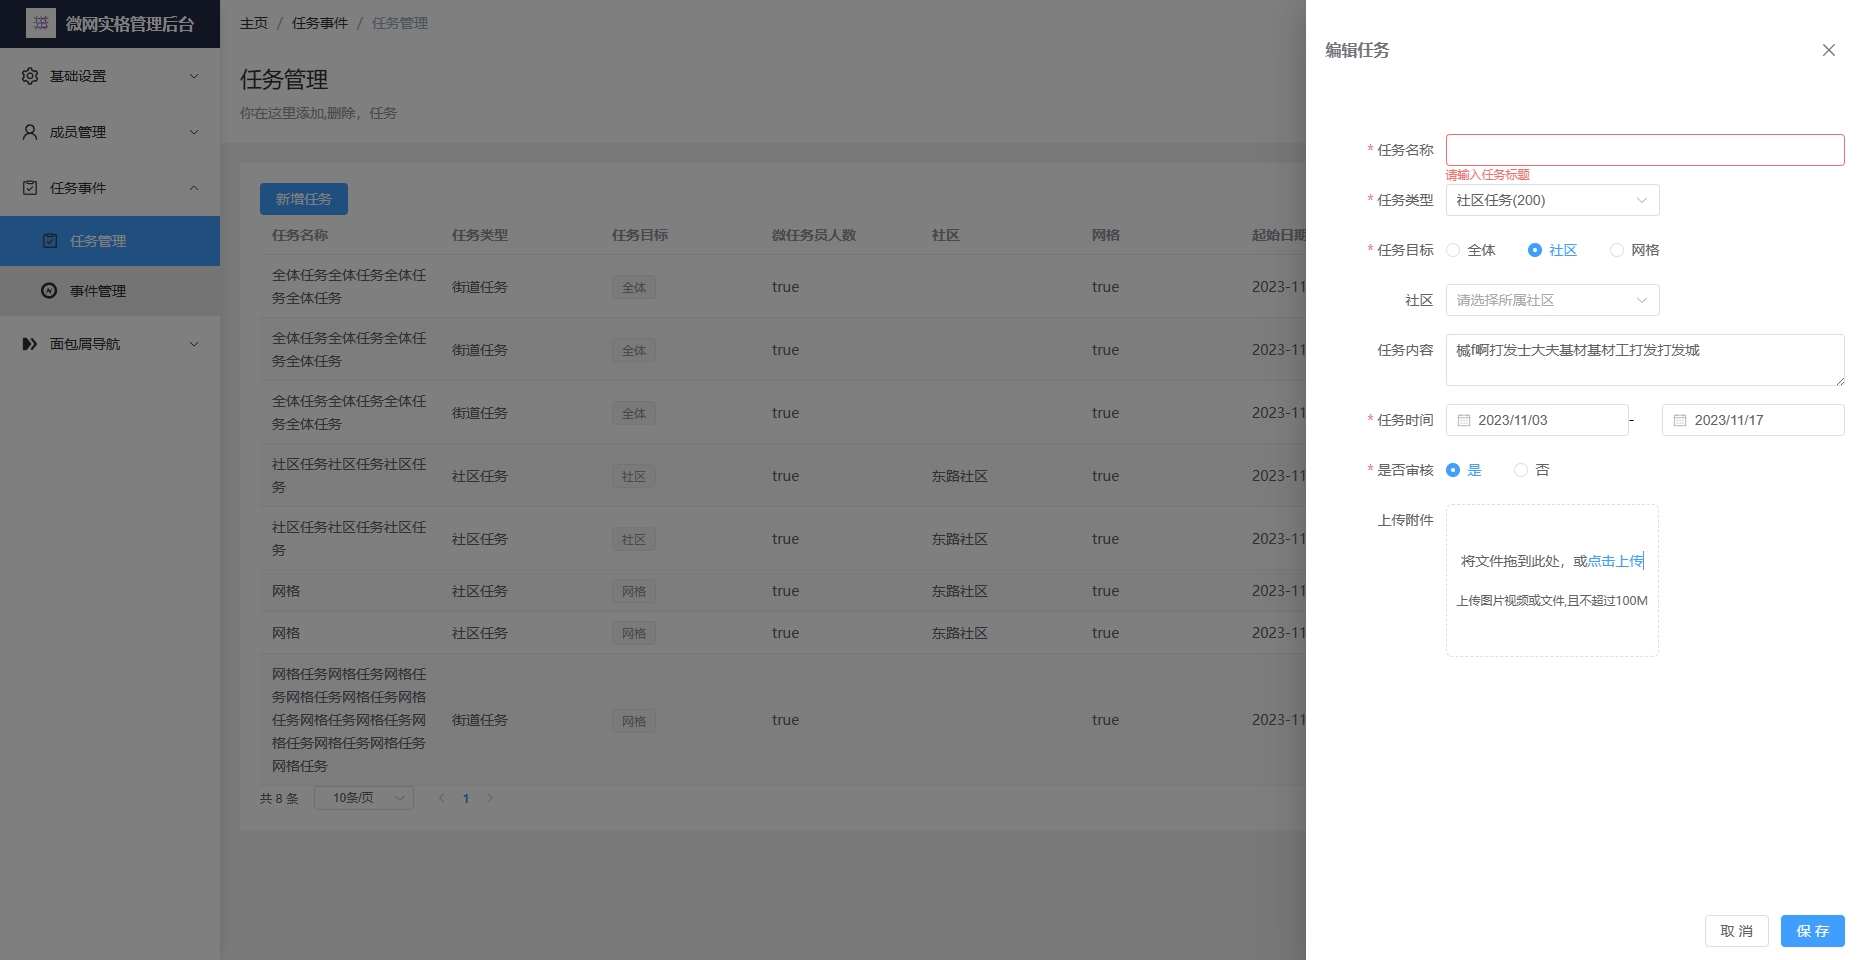 微网实格管理后台
主页 / 任务事件 / 任务管理
基础设置
成员管理
任务事件
任务管理
事件管理
面包屑导航
任务管理
你在这里添加,删除，任务
新增任务
任务名称 任务类型 任务目标 微任务员人数 社区 网格 起始日期
全体任务全体任务全体任
务全体任务
街道任务 全体 true true 2023-11
全体任务全体任务全体任
务全体任务
街道任务 全体 true true 2023-11
全体任务全体任务全体任
务全体任务
街道任务 全体 true true 2023-11
社区任务社区任务社区任
务
社区任务 社区 true 东路社区 true 2023-11
社区任务社区任务社区任
务
社区任务 社区 true 东路社区 true 2023-11
网格 社区任务 网格 true 东路社区 true 2023-11
网格 社区任务 网格 true 东路社区 true 2023-11
网格任务网格任务网格任
务网格任务网格任务网格
任务网格任务网格任务网
格任务网格任务网格任务
网格任务
街道任务 网格 true true 2023-11
共 8 条 10条/页 1
编辑任务
* 任务名称
请输入任务标题
* 任务类型 社区任务(200)
* 任务目标 全体 社区 网格
社区 请选择所属社区
任务内容 椷f啊打发士大夫基材基材工打发打发城
* 任务时间 2023/11/03 - 2023/11/17
* 是否审核 是 否
上传附件
将文件拖到此处，或点击上传
上传图片视频或文件,且不超过100M
取 消 保 存